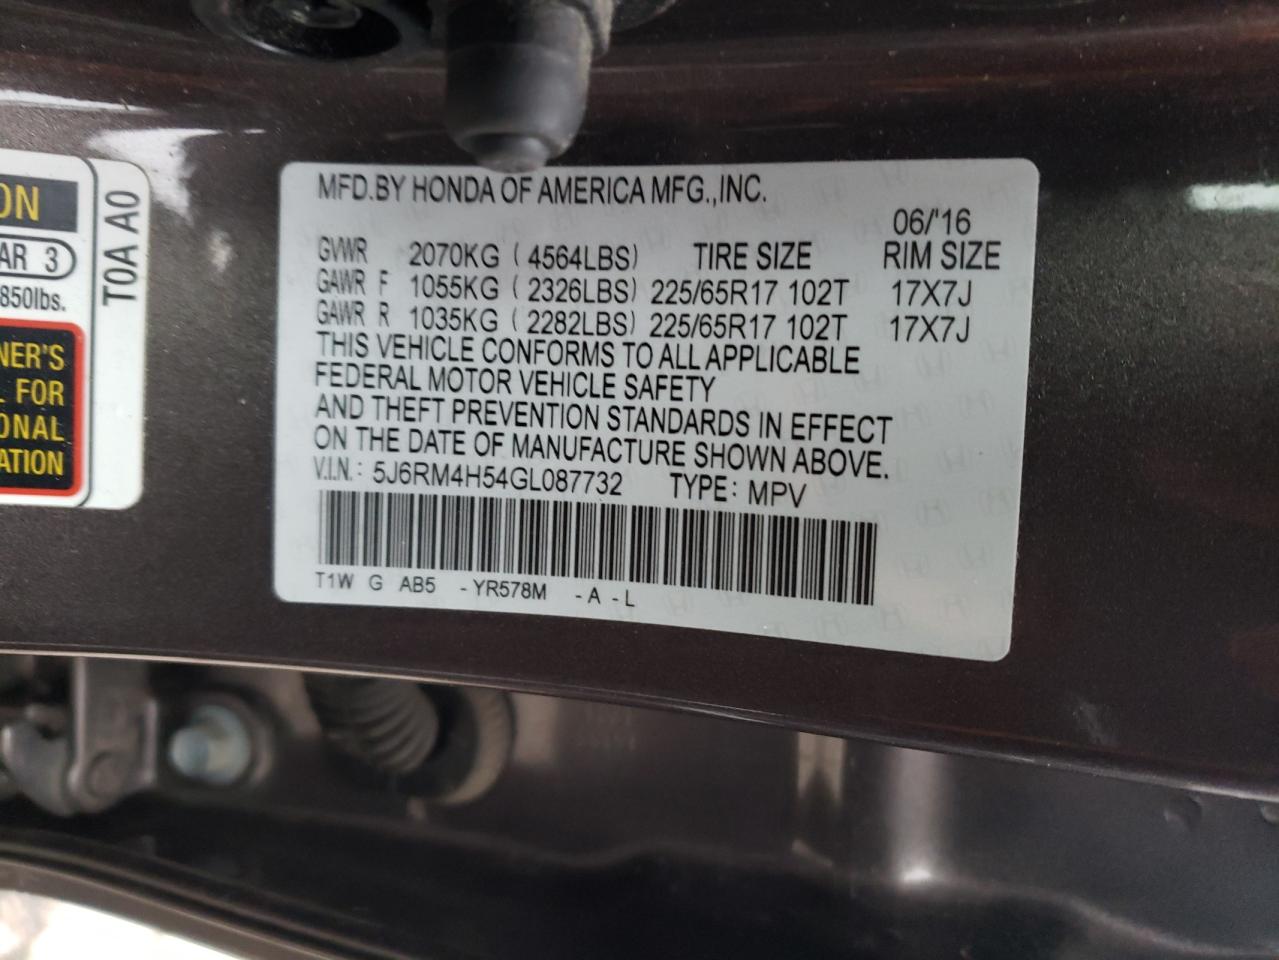 ON
AR 3
850lbs.
NER'S
L FOR
ONAL
ATION
T0A A0
MFD.BY HONDA OF AMERICA MFG.,INC.
06/'16
GVWR 2070KG (4564LBS) TIRE SIZE RIM SIZE
GAWR F 1055KG (2326LBS) 225/65R17 102T 17X7J
GAWR R 1035KG (2282LBS) 225/65R17 102T 17X7J
THIS VEHICLE CONFORMS TO ALL APPLICABLE
FEDERAL MOTOR VEHICLE SAFETY
AND THEFT PREVENTION STANDARDS IN EFFECT
ON THE DATE OF MANUFACTURE SHOWN ABOVE.
V.I.N.: 5J6RM4H54GL087732 TYPE: MPV
T1W G AB5 -YR578M -A -L